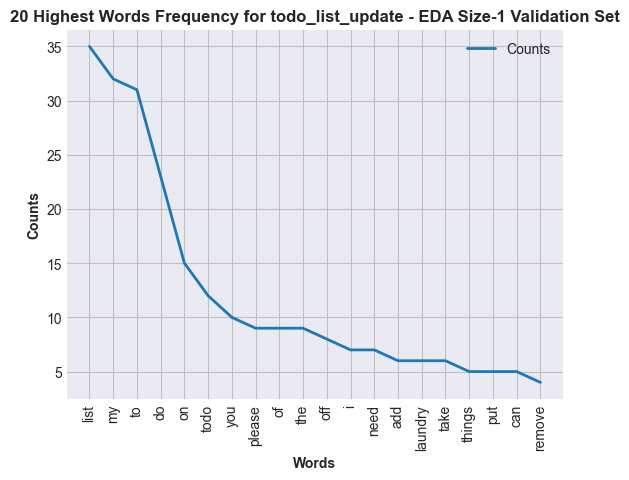 20 Highest Words Frequency for todo_list_update - EDA Size-1 Validation Set
Counts
35
30
25
20
15
10
5
Counts
list
my
to
do
on
todo
you
please
of
the
off
i
need
add
laundry
take
things
put
can
remove
Words